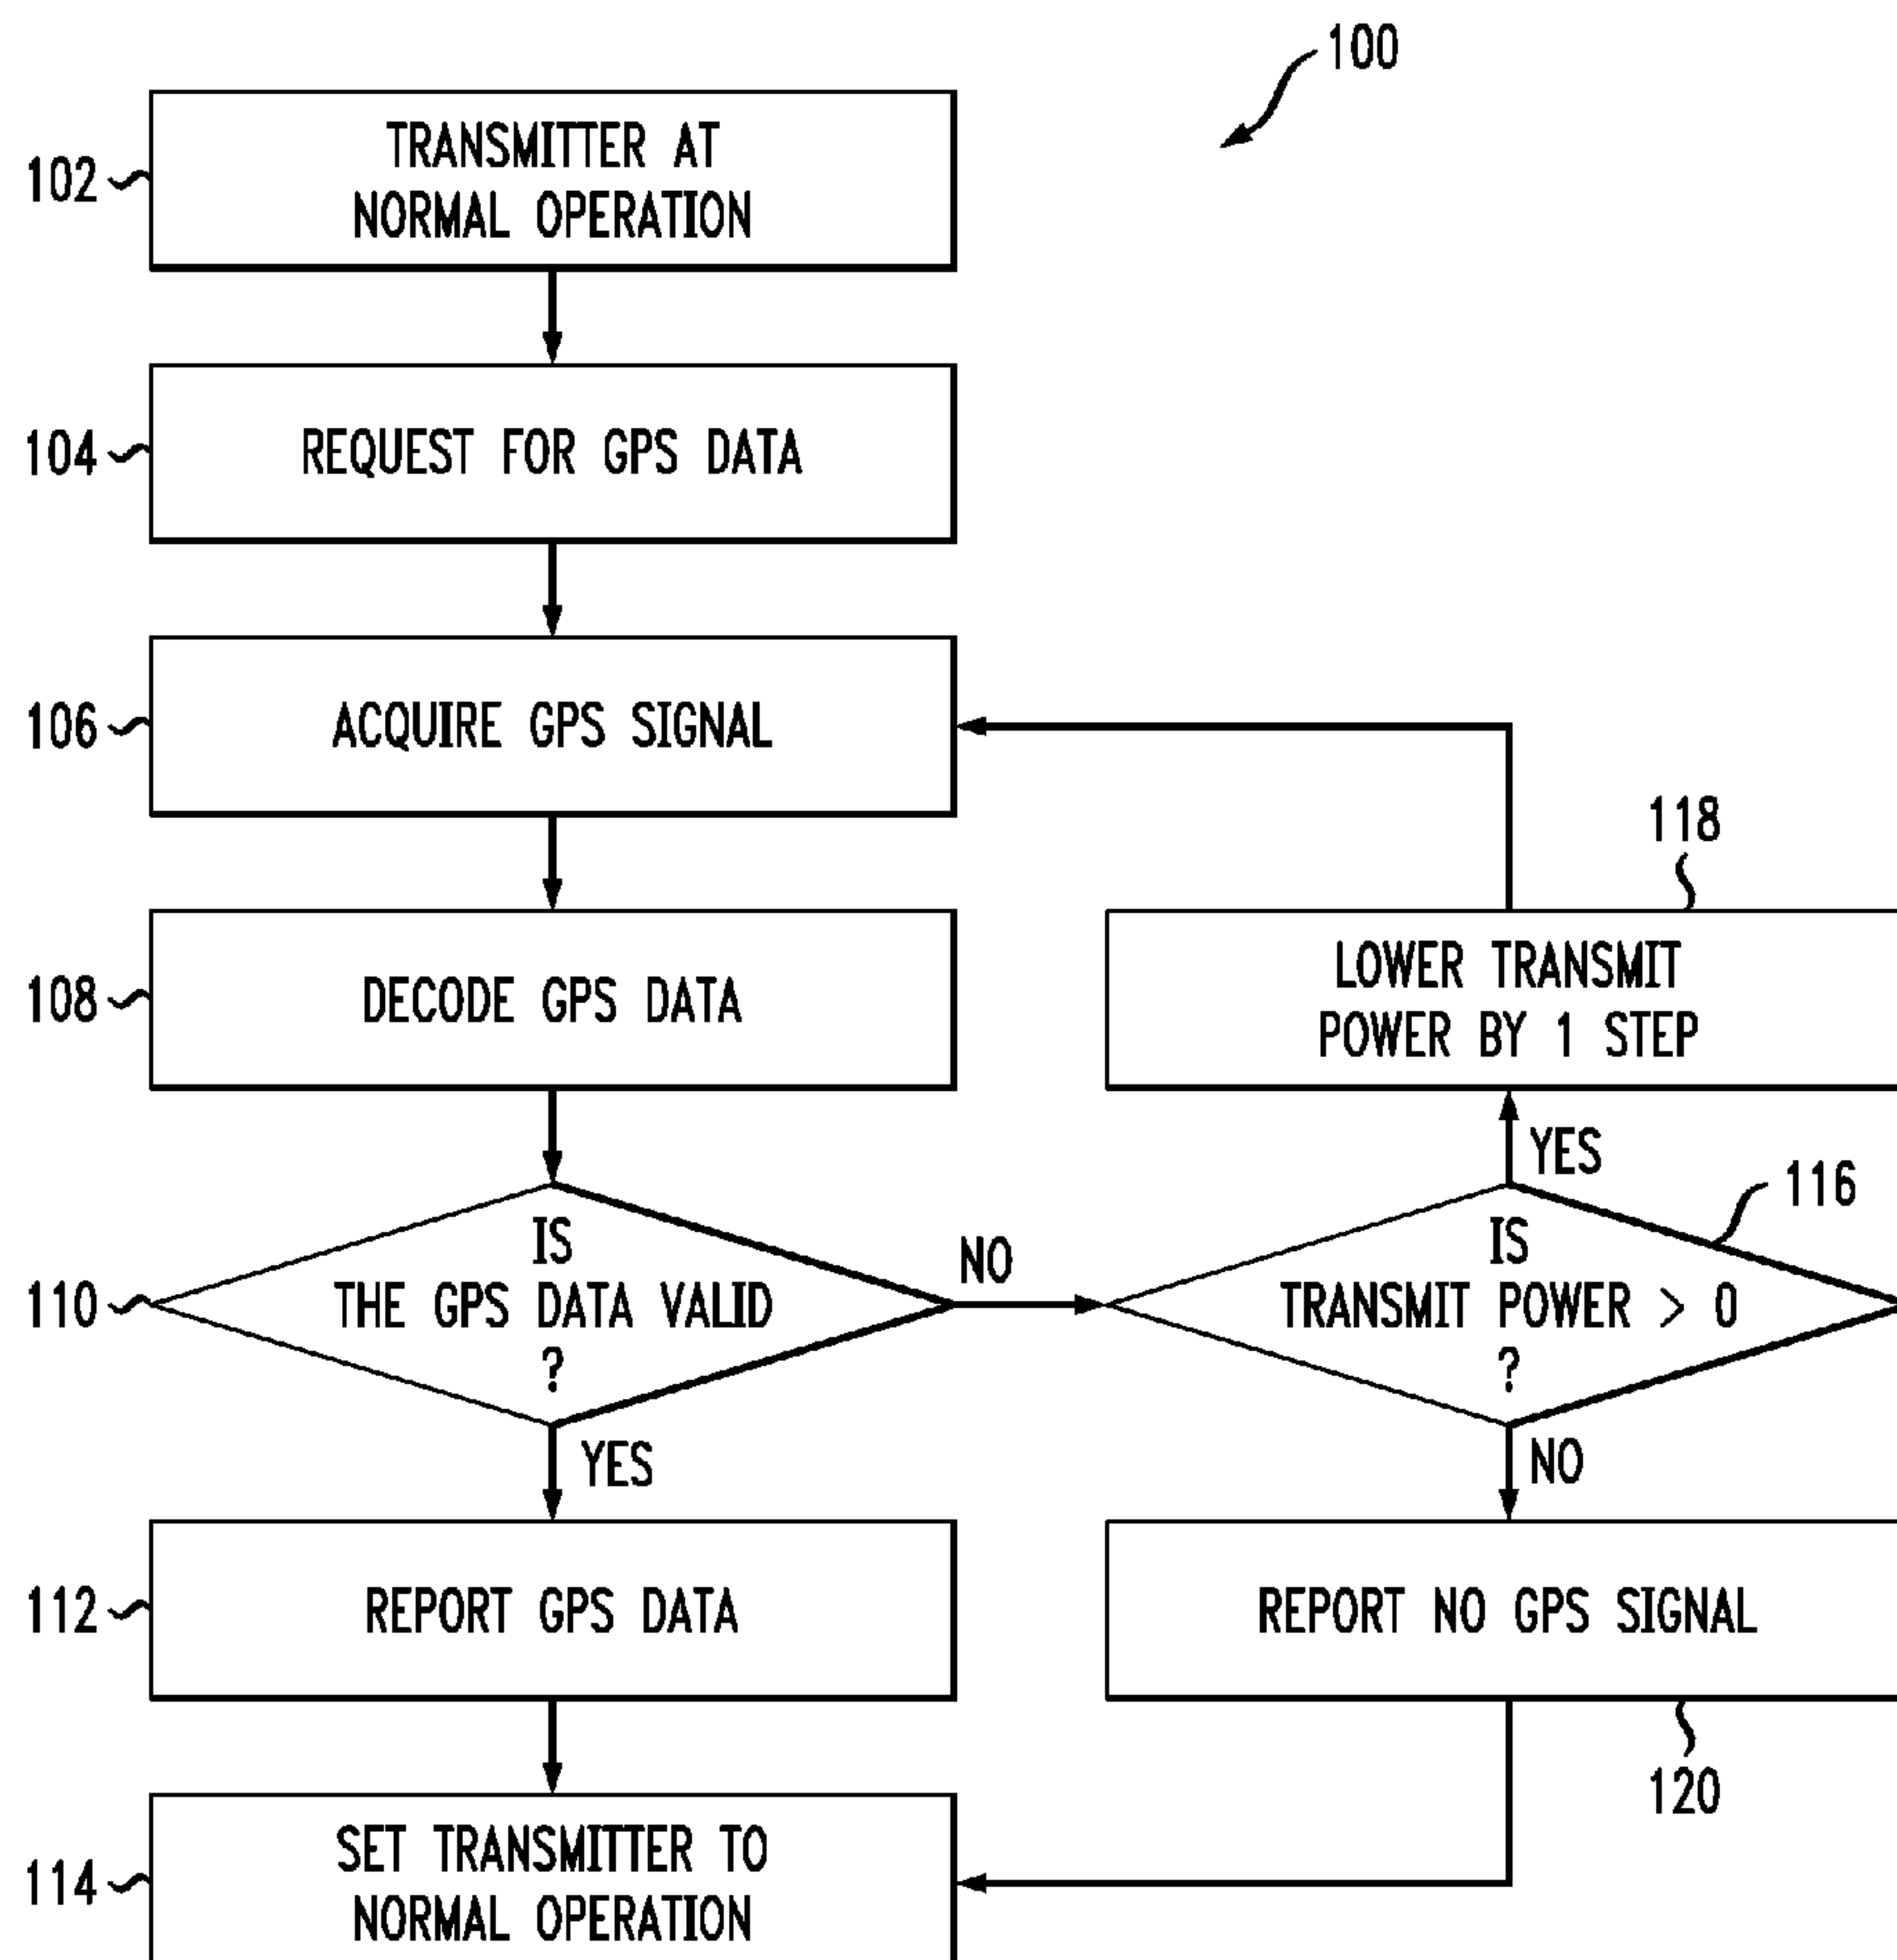 100
102
TRANSMITTER AT
NORMAL OPERATION
104
REQUEST FOR GPS DATA
106
ACQUIRE GPS SIGNAL
108
DECODE GPS DATA
118
LOWER TRANSMIT
POWER BY 1 STEP
YES
116
110
IS
THE GPS DATA VALID
?
NO
IS
TRANSMIT POWER > 0
?
YES
NO
112
REPORT GPS DATA
REPORT NO GPS SIGNAL
120
114
SET TRANSMITTER TO
NORMAL OPERATION